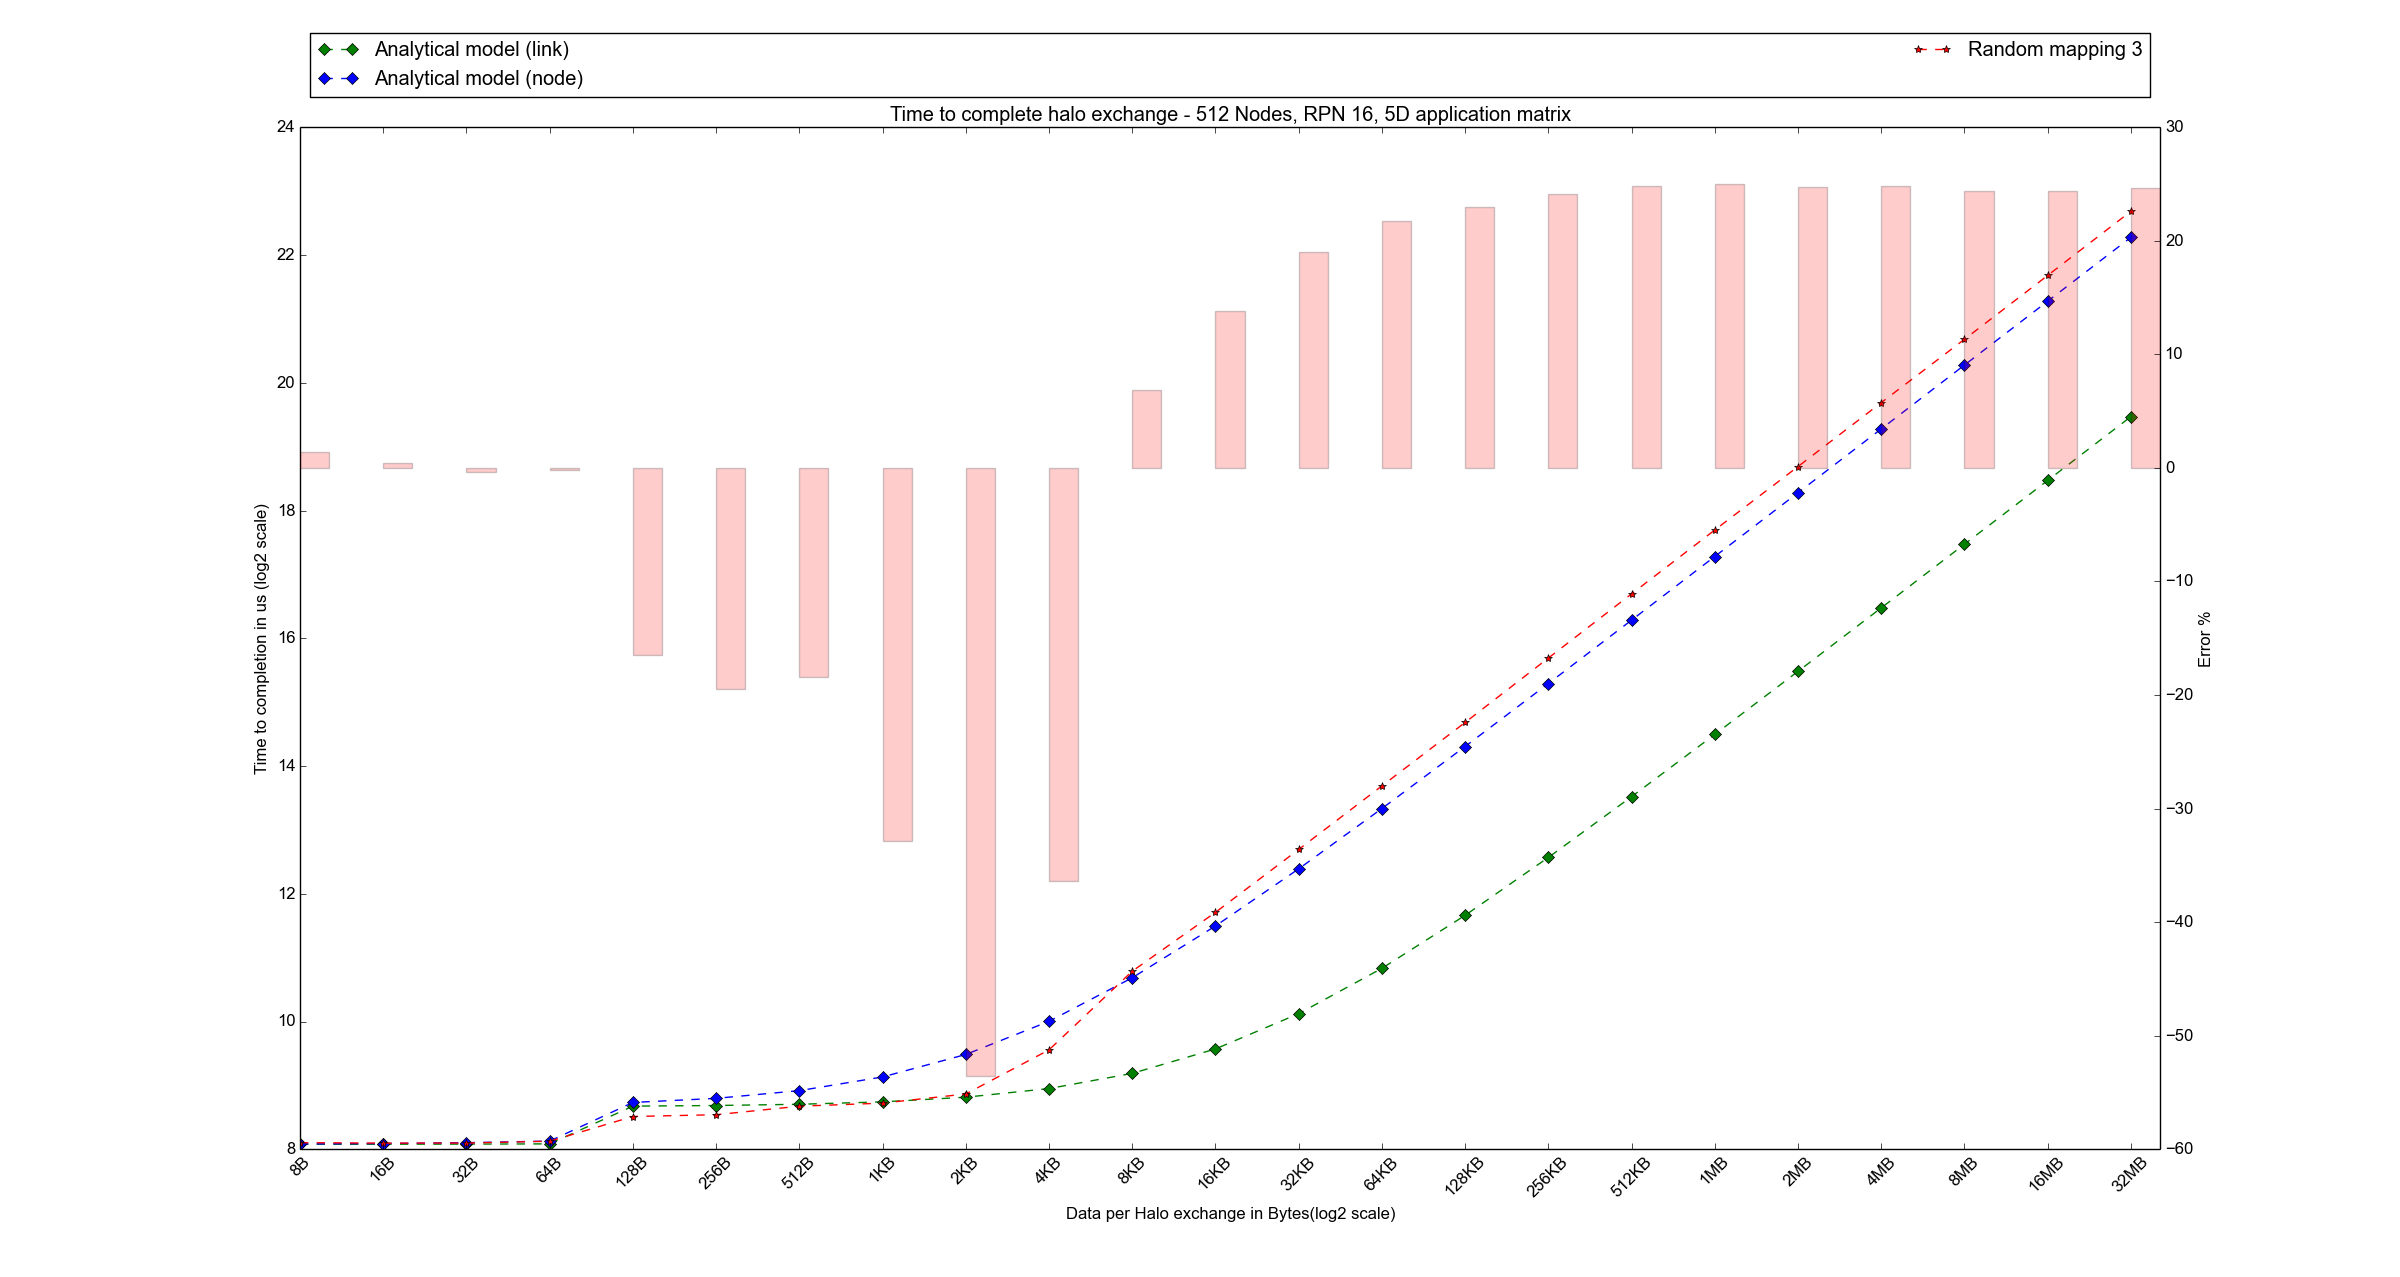 Analytical model (link)
Analytical model (node)
Random mapping 3
Time to complete halo exchange - 512 Nodes, RPN 16, 5D application matrix
24
22
20
18
16
14
12
10
8
Time to completion in us (log2 scale)
30
20
10
0
−10
−20
−30
−40
−50
−60
Error %
8B 16B 32B 64B 128B 256B 512B 1KB 2KB 4KB 8KB 16KB 32KB 64KB 128KB 256KB 512KB 1MB 2MB 4MB 8MB 16MB 32MB
Data per Halo exchange in Bytes(log2 scale)